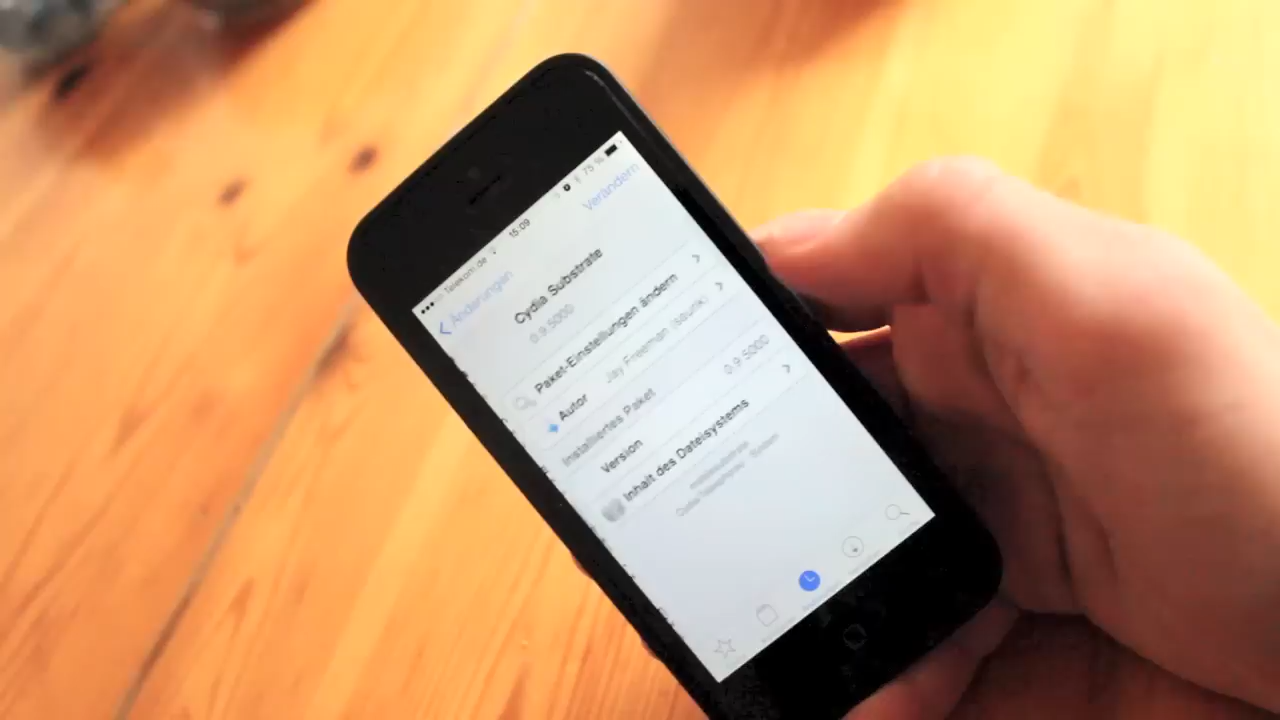 Telekom.de 15:09 75 %
Änderungen Verändern
Cydia Substrate
0.9.5000
Paket-Einstellungen ändern
Autor Jay Freeman (saurik)
Installiertes Paket
Version 0.9.5000
Inhalt des Dateisystems